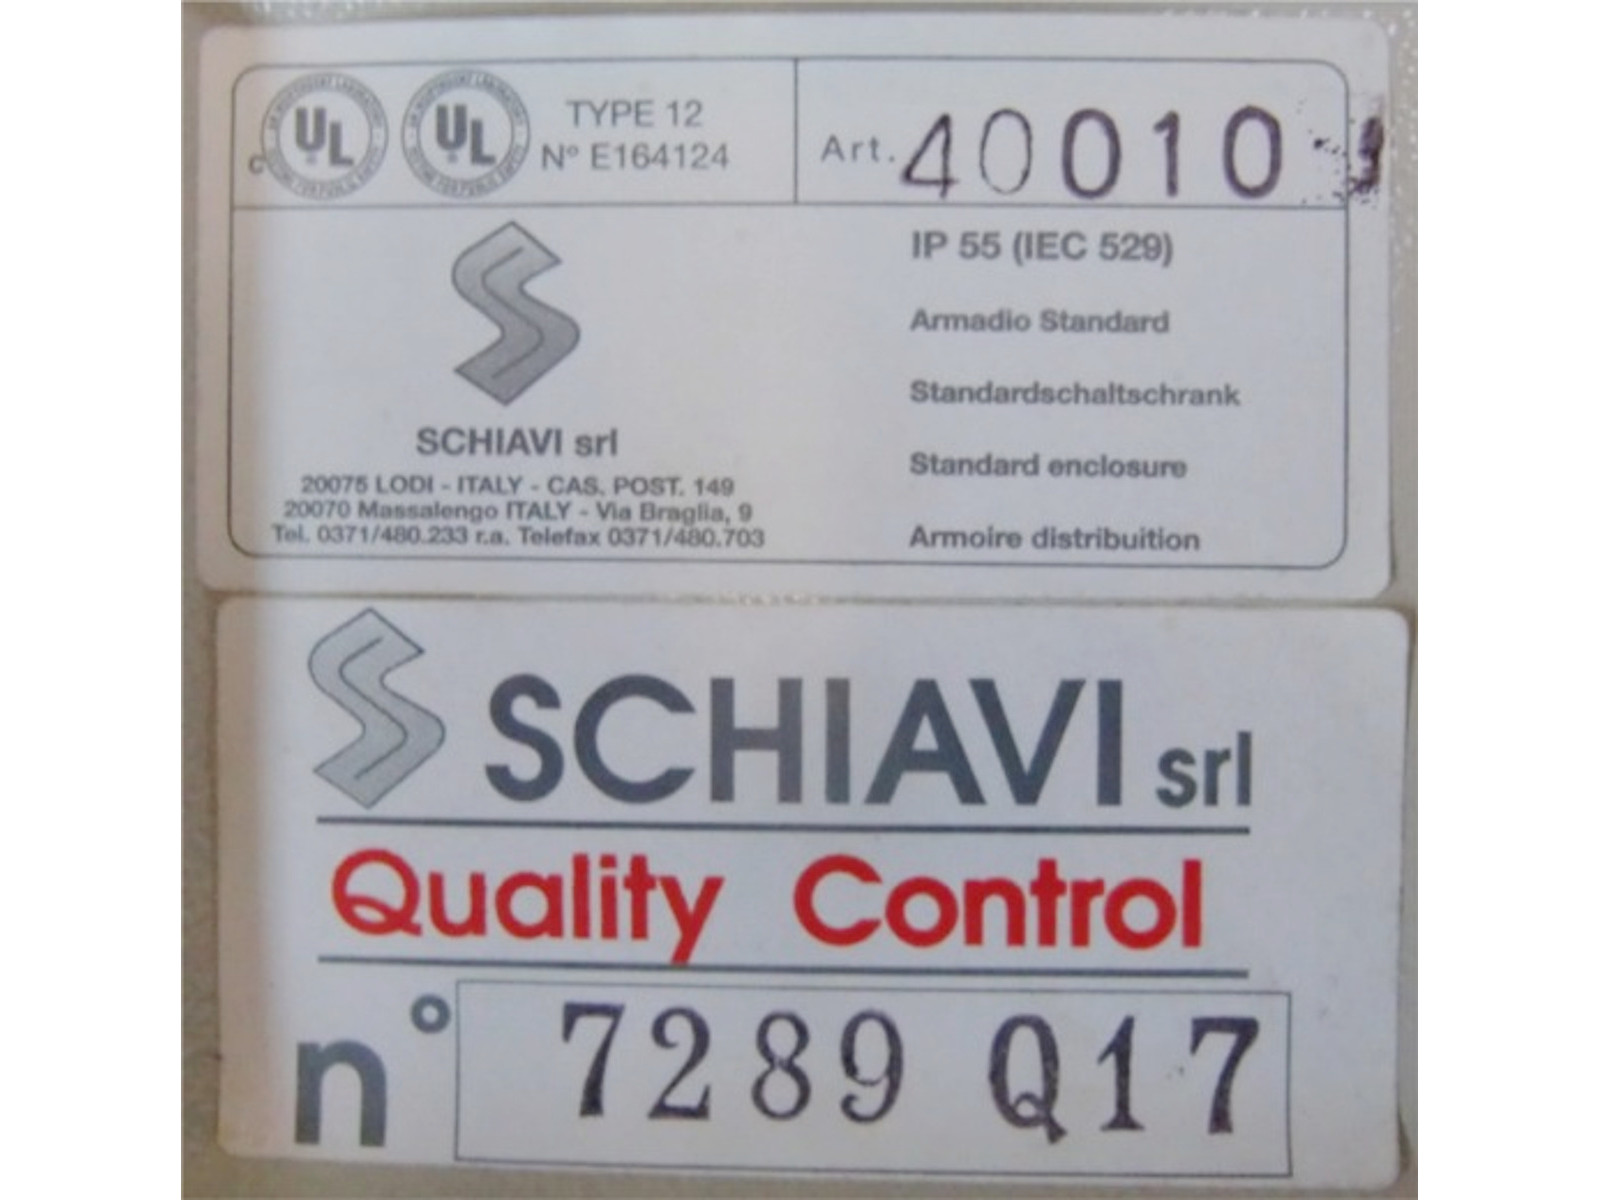 c UL UL TYPE 12
N° E164124
Art. 40010
SCHIAVI srl
20075 LODI - ITALY - CAS. POST. 149
20070 Massalengo ITALY - Via Braglia, 9
Tel. 0371/480.233 r.a. Telefax 0371/480.703
IP 55 (IEC 529)
Armadio Standard
Standardschaltschrank
Standard enclosure
Armoire distribuition
SCHIAVI srl
Quality Control
n° 7289 Q17